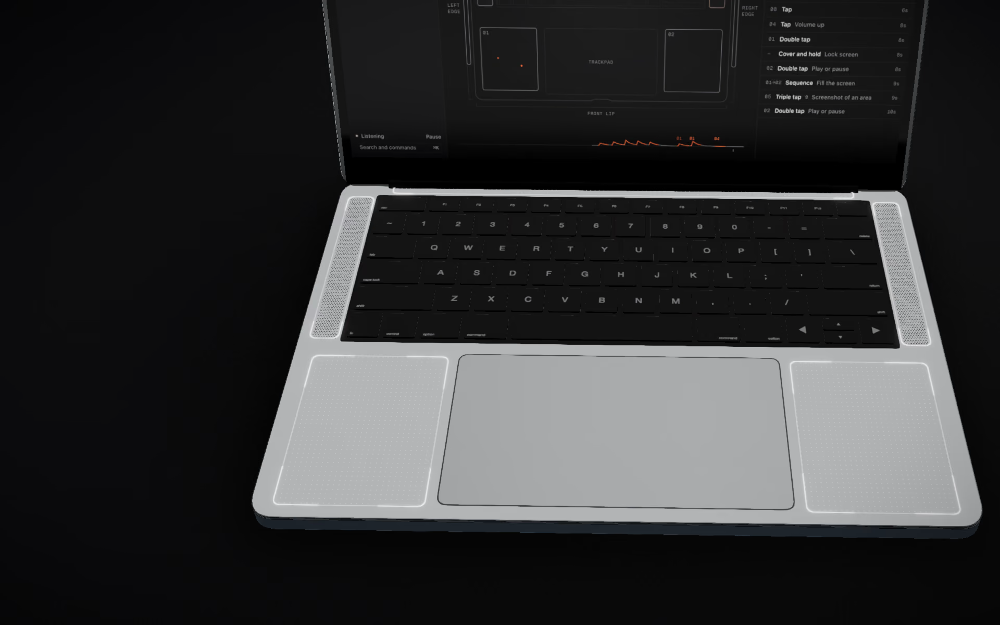 LEFT
EDGE
RIGHT
EDGE
01
TRACKPAD
02
FRONT LIP
08 Tap 6s
04 Tap Volume up 8s
01 Double tap 8s
– Cover and hold Lock screen 8s
02 Double tap Play or pause 8s
01→02 Sequence Fill the screen 9s
05 Triple tap Screenshot of an area 9s
02 Double tap Play or pause 10s
Listening Pause
Search and commands ⌘K
01 01 04
esc F1 F2 F3 F4 F5 F6 F7 F8 F9 F10 F11 F12
~ 1 2 3 4 5 6 7 8 9 0 - = delete
tab Q W E R T Y U I O P [ ] \
caps lock A S D F G H J K L ; ' return
shift Z X C V B N M , . / shift
fn control option command command option ◀ ▲ ▼ ▶